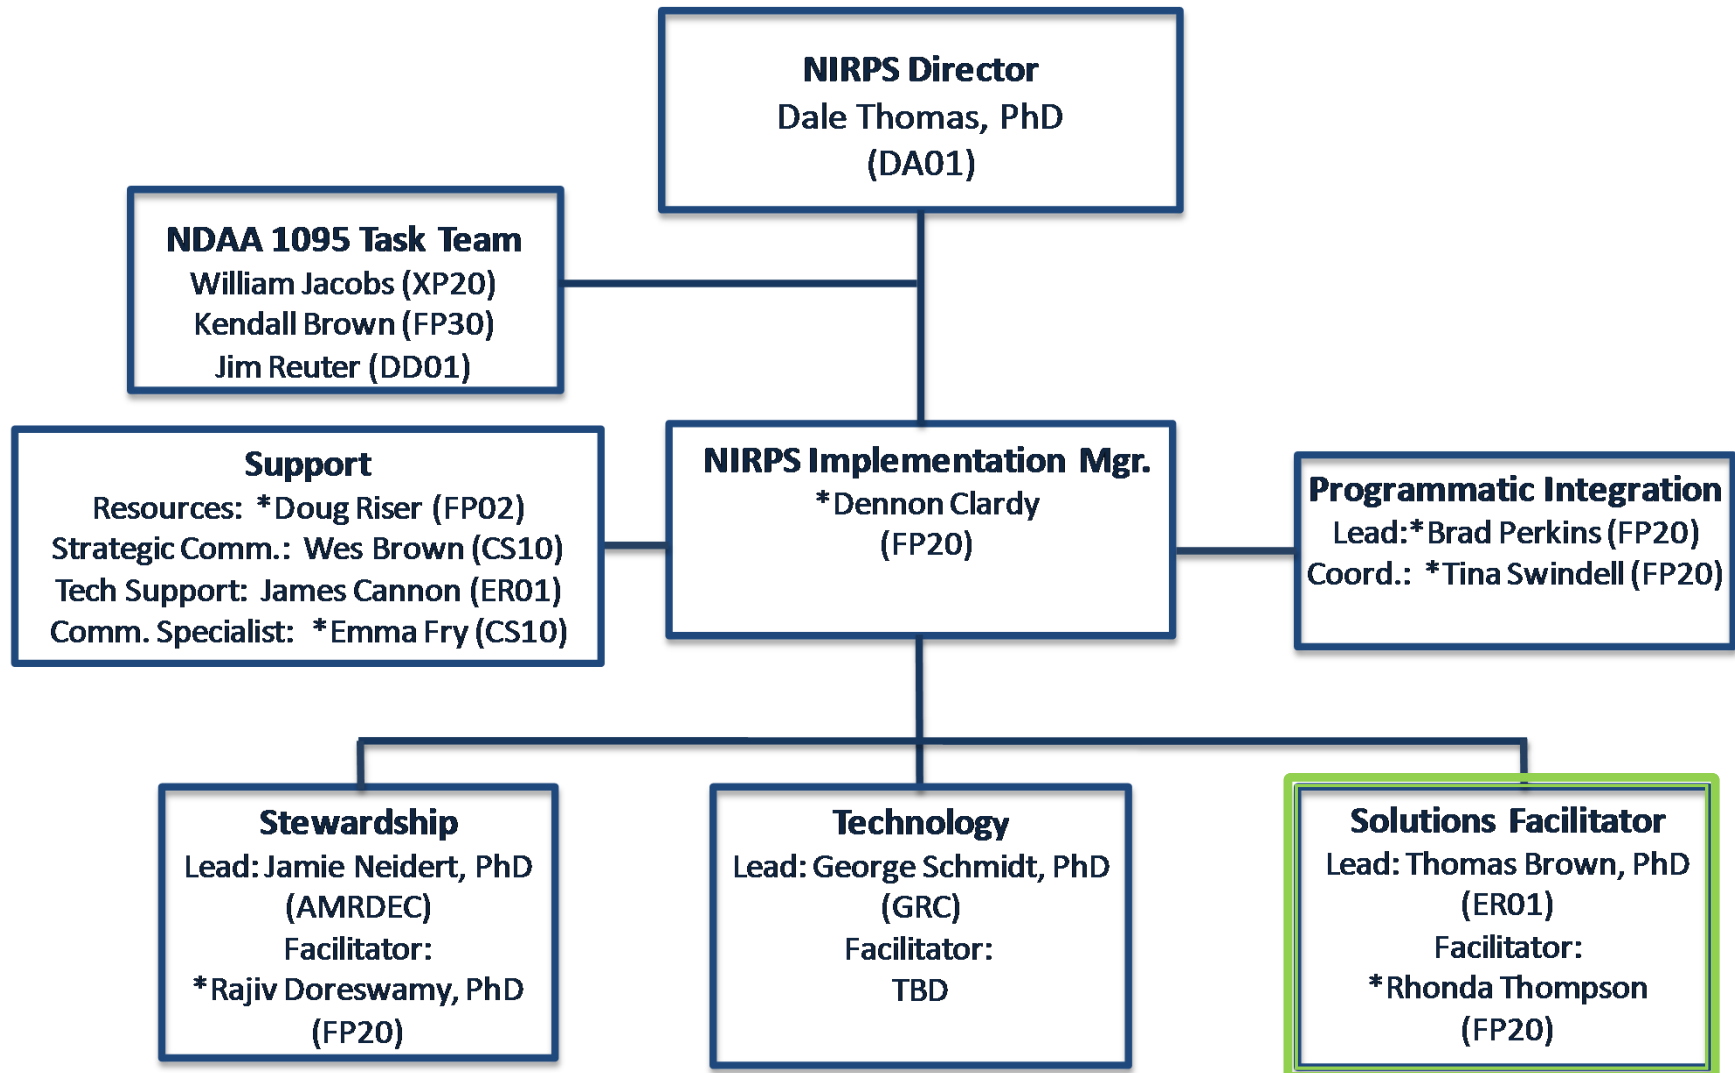 NIRPS Director
Dale Thomas, PhD
(DA01)
NDAA 1095 Task Team
William Jacobs (XP20)
Kendall Brown (FP30)
Jim Reuter (DD01)
Support
Resources: *Doug Riser (FP02)
Strategic Comm.: Wes Brown (CS10)
Tech Support: James Cannon (ER01)
Comm. Specialist: *Emma Fry (CS10)
NIRPS Implementation Mgr.
*Dennon Clardy
(FP20)
Programmatic Integration
Lead:*Brad Perkins (FP20)
Coord.: *Tina Swindell (FP20)
Stewardship
Lead: Jamie Neidert, PhD
(AMRDEC)
Facilitator:
*Rajiv Doreswamy, PhD
(FP20)
Technology
Lead: George Schmidt, PhD
(GRC)
Facilitator:
TBD
Solutions Facilitator
Lead: Thomas Brown, PhD
(ER01)
Facilitator:
*Rhonda Thompson
(FP20)